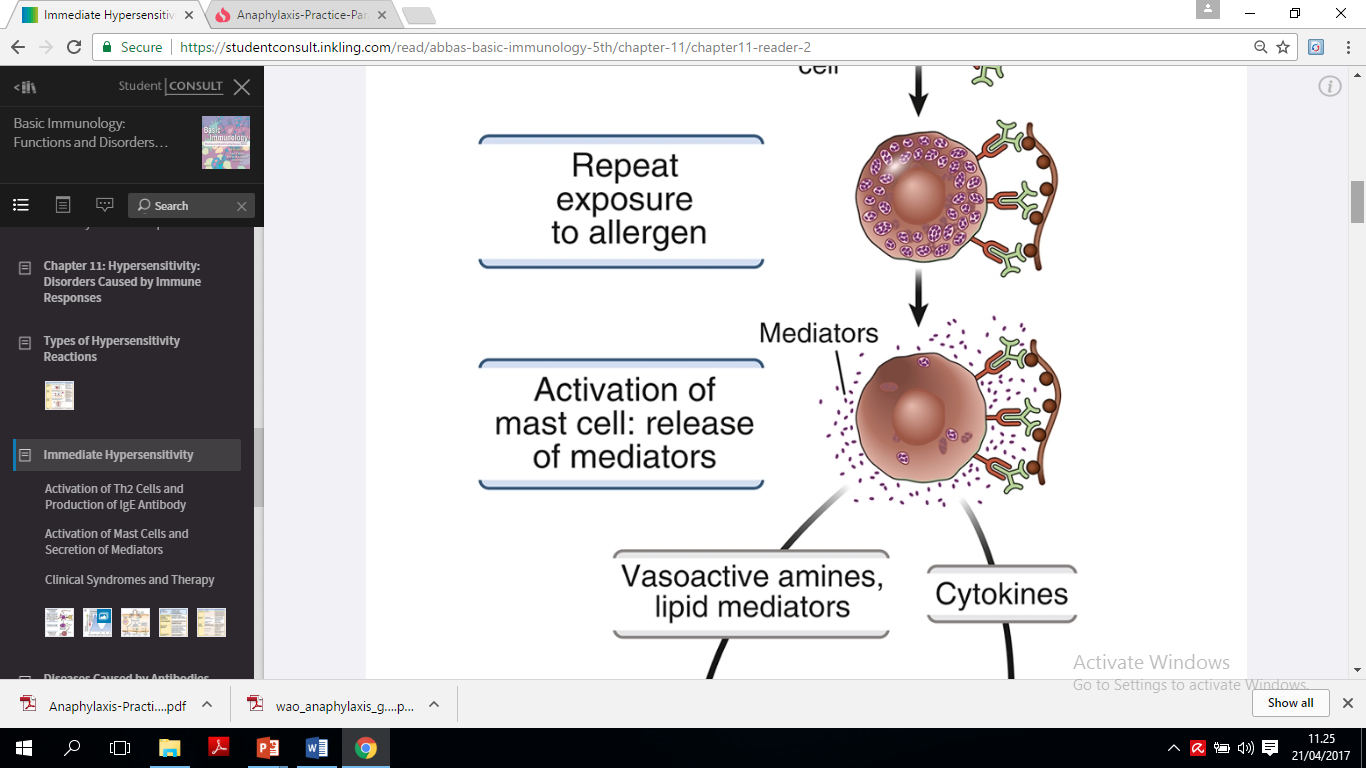 Immediate Hypersensitiv
Anaphylaxis-Practice-Par
Secure
https://studentconsult.inkling.com/read/abbas-basic-immunology-5th/chapter-11/chapter11-reader-2
Student CONSULT
Basic Immunology:
Functions and Disorders…
Search
Chapter 11: Hypersensitivity:
Disorders Caused by Immune
Responses
Types of Hypersensitivity
Reactions
Immediate Hypersensitivity
Activation of Th2 Cells and
Production of IgE Antibody
Activation of Mast Cells and
Secretion of Mediators
Clinical Syndromes and Therapy
Diseases Caused by Antibodies
cell
Repeat
exposure
to allergen
Mediators
Activation of
mast cell: release
of mediators
Vasoactive amines,
lipid mediators
Cytokines
Activate Windows
Go to Settings to activate Windows.
Anaphylaxis-Practi....pdf
wao_anaphylaxis_g....p...
Show all
11.25
21/04/2017